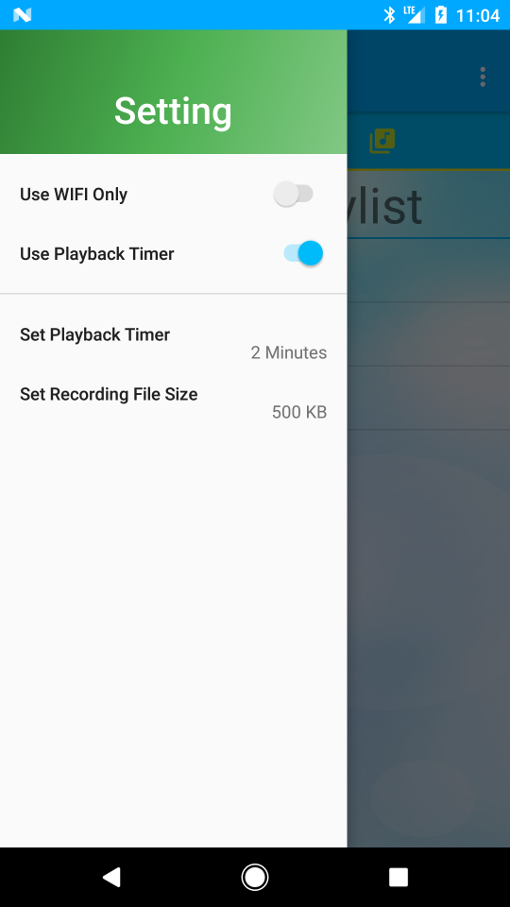 LTE 11:04
Setting
Use WIFI Only
ylist
Use Playback Timer
Set Playback Timer
2 Minutes
Set Recording File Size
500 KB